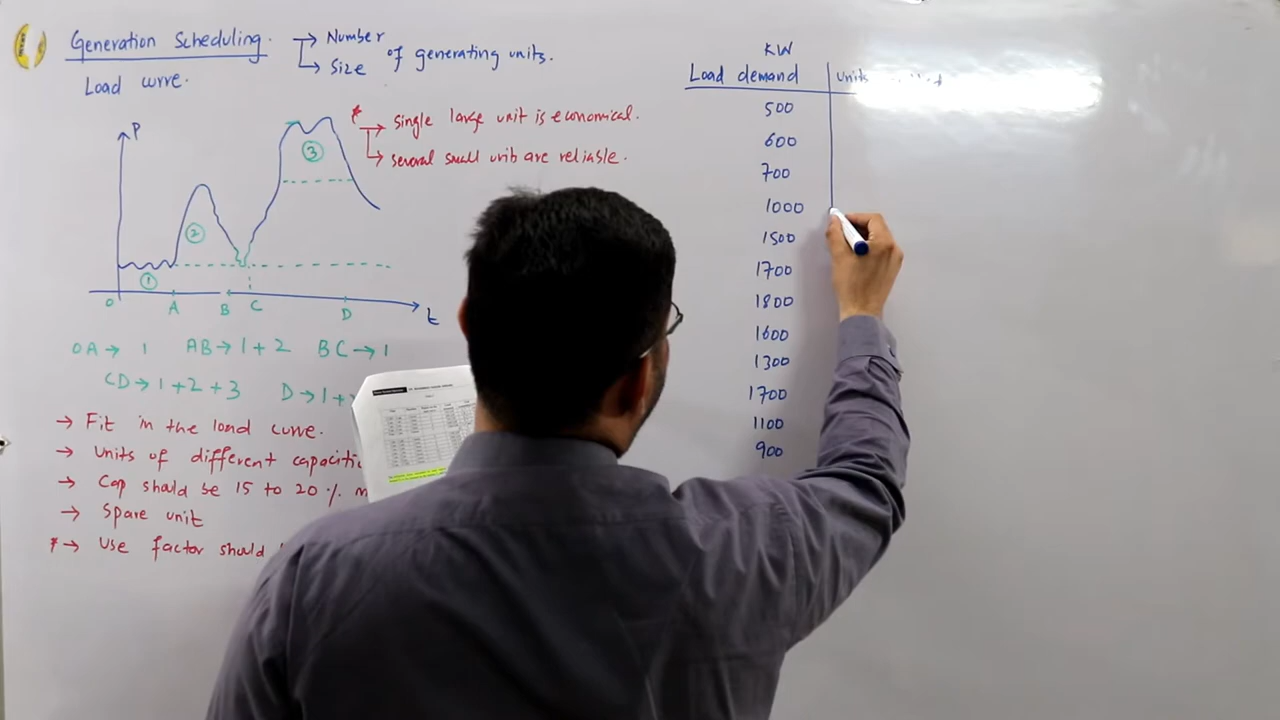 Generation Scheduling.
→ Number
→ Size
of generating units.
Load curve.
P
* → Single large unit is economical.
→ several small units are reliable.
3
2
1
O
A
B
C
D
t
OA → 1 AB → 1 + 2 BC → 1
CD → 1 + 2 + 3 D → 1 +
→ Fit in the load curve.
→ Units of different capaciti
→ Cap should be 15 to 20 %
→ Spare unit
* → Use factor should
KW
Load demand
Units
500
600
700
1000
1500
1700
1800
1600
1300
1700
1100
900